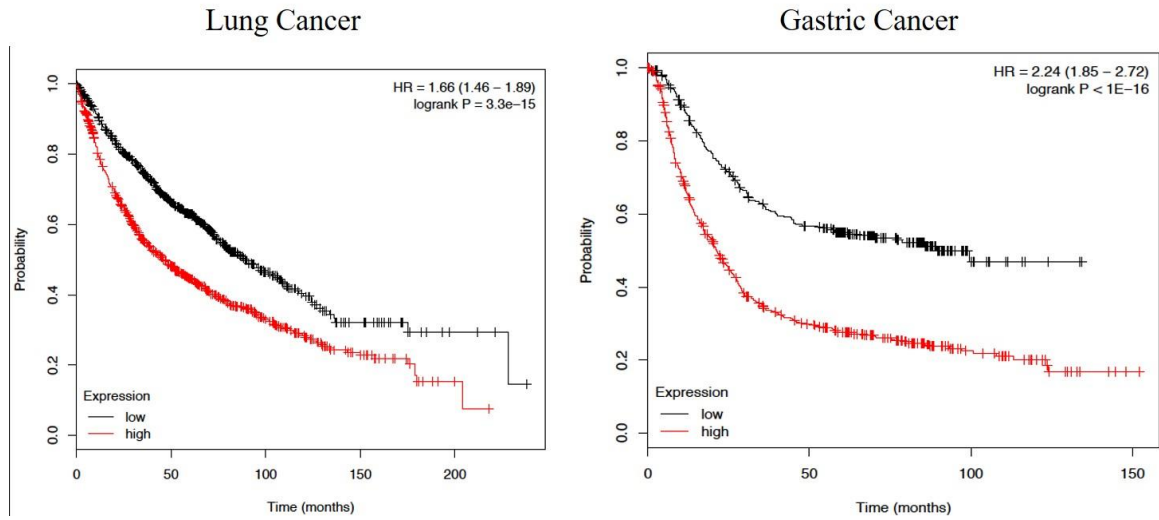 Lung Cancer
HR = 1.66 (1.46 − 1.89)
logrank P = 3.3e−15
Probability
1.0
0.8
0.6
0.4
0.2
0.0
Expression
low
high
0 50 100 150 200
Time (months)
Gastric Cancer
HR = 2.24 (1.85 − 2.72)
logrank P < 1E−16
Probability
1.0
0.8
0.6
0.4
0.2
0.0
Expression
low
high
0 50 100 150
Time (months)